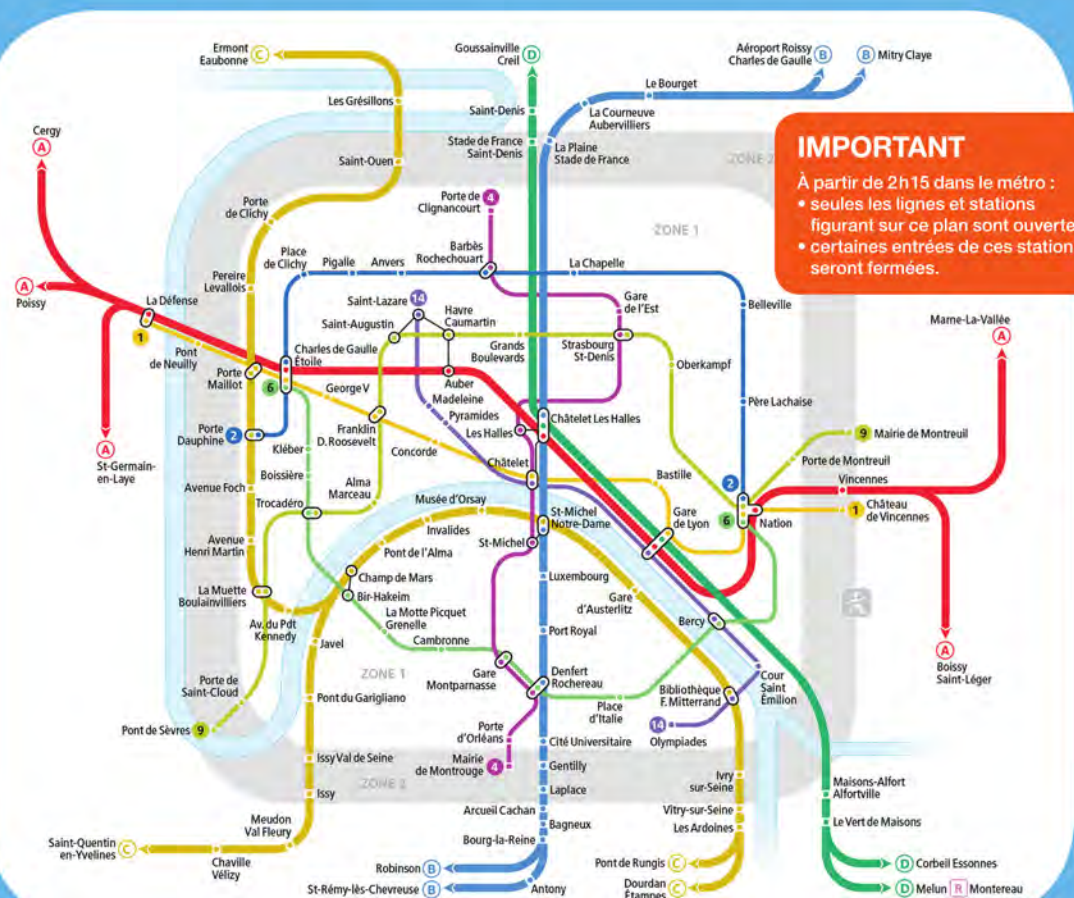 Ermont
Eaubonne
C
Goussainville
Creil
D
Aéroport Roissy
Charles de Gaulle
B
B
Mitry Claye
Le Bourget
Les Grésillons
Saint-Denis
La Courneuve
Aubervilliers
Cergy
A
Stade de France
Saint-Denis
La Plaine
Stade de France
ZONE 2
IMPORTANT
À partir de 2h15 dans le métro :
• seules les lignes et stations
figurant sur ce plan sont ouverte
• certaines entrées de ces station
seront fermées.
Saint-Ouen
Porte
de Clichy
Porte de
Clignancourt
4
ZONE 1
Place
de Clichy
Pigalle
Anvers
Barbès
Rochechouart
La Chapelle
Pereire
Levallois
A
Poissy
La Défense
1
Saint-Lazare
14
Havre
Caumartin
Saint-Augustin
Gare
de l'Est
Belleville
Marne-La-Vallée
A
Pont
de Neuilly
Charles de Gaulle
Étoile
6
Grands
Boulevards
Strasbourg
St-Denis
Oberkampf
Porte
Maillot
George V
Auber
Madeleine
Pyramides
Père Lachaise
Porte
Dauphine
2
Franklin
D. Roosevelt
Les Halles
Châtelet Les Halles
9
Mairie de Montreuil
Kléber
Concorde
Porte de Montreuil
A
St-Germain-
en-Laye
Boissière
Châtelet
Bastille
Vincennes
Avenue Foch
Trocadéro
Alma
Marceau
Musée d'Orsay
2
6
Nation
1
Château
de Vincennes
Invalides
St-Michel
Notre-Dame
Gare
de Lyon
Avenue
Henri Martin
Pont de l'Alma
St-Michel
Champ de Mars
Luxembourg
La Muette
Boulainvilliers
Bir-Hakeim
Gare
d'Austerlitz
Av. du Pdt
Kennedy
La Motte Picquet
Grenelle
Port Royal
Bercy
Javel
Cambronne
A
Boissy
Saint-Léger
ZONE 1
Gare
Montparnasse
Denfert
Rochereau
Cour
Saint
Émilion
Porte de
Saint-Cloud
Bibliothèque
F. Mitterrand
Pont du Garigliano
Place
d'Italie
14
Olympiades
Pont de Sèvres
9
Porte
d'Orléans
Cité Universitaire
Issy Val de Seine
Mairie
de Montrouge
4
Gentilly
ZONE 2
Issy
Laplace
Ivry
sur-Seine
Maisons-Alfort
Alfortville
Meudon
Val Fleury
Arcueil Cachan
Vitry-sur-Seine
Bagneux
Les Ardoines
Le Vert de Maisons
Saint-Quentin
en-Yvelines
C
Bourg-la-Reine
Chaville
Vélizy
Robinson
B
Pont de Rungis
C
D
Corbeil Essonnes
St-Rémy-lès-Chevreuse
B
Antony
Dourdan
Étampes
C
D
Melun
R
Montereau